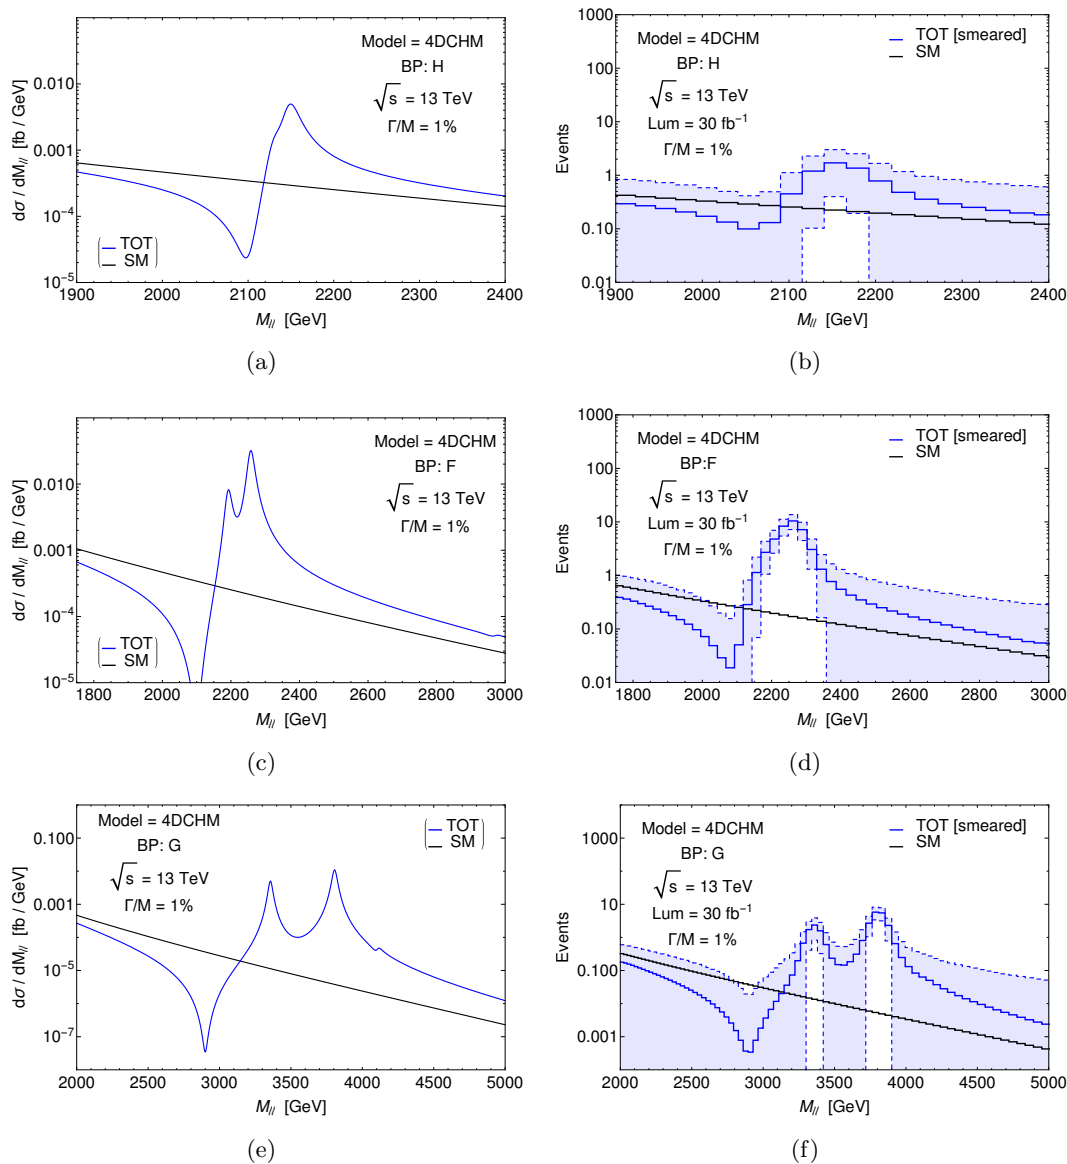 Model = 4DCHM
BP: H
√s = 13 TeV
Γ/M = 1%
TOT
SM
0.010
0.001
10⁻⁴
10⁻⁵
1900 2000 2100 2200 2300 2400
dσ / dM_ll [fb / GeV]
M_ll [GeV]
(a)
Model = 4DCHM
BP: H
√s = 13 TeV
Lum = 30 fb⁻¹
Γ/M = 1%
TOT [smeared]
SM
1000
100
10
1
0.10
0.01
1900 2000 2100 2200 2300 2400
Events
M_ll [GeV]
(b)
Model = 4DCHM
BP: F
√s = 13 TeV
Γ/M = 1%
TOT
SM
0.010
0.001
10⁻⁴
10⁻⁵
1800 2000 2200 2400 2600 2800 3000
dσ / dM_ll [fb / GeV]
M_ll [GeV]
(c)
Model = 4DCHM
BP:F
√s = 13 TeV
Lum = 30 fb⁻¹
Γ/M = 1%
TOT [smeared]
SM
1000
100
10
1
0.10
0.01
1800 2000 2200 2400 2600 2800 3000
Events
M_ll [GeV]
(d)
Model = 4DCHM
BP: G
√s = 13 TeV
Γ/M = 1%
TOT
SM
0.100
0.001
10⁻⁵
10⁻⁷
2000 2500 3000 3500 4000 4500 5000
dσ / dM_ll [fb / GeV]
M_ll [GeV]
(e)
Model = 4DCHM
BP: G
√s = 13 TeV
Lum = 30 fb⁻¹
Γ/M = 1%
TOT [smeared]
SM
1000
10
0.100
0.001
2000 3000 4000 5000
Events
M_ll [GeV]
(f)